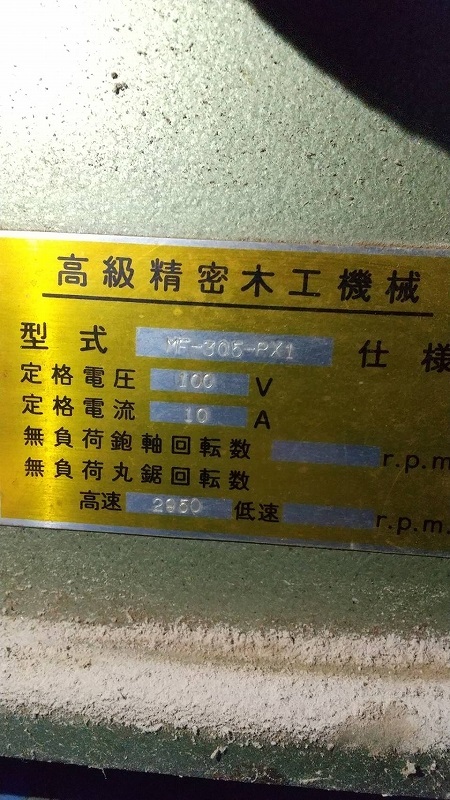 高級精密木工機械
型式 MF-305-PX1 仕様
定格電圧 100 V
定格電流 10 A
無負荷鉋軸回転数 r.p.m.
無負荷丸鋸回転数
高速 2950 低速 r.p.m.